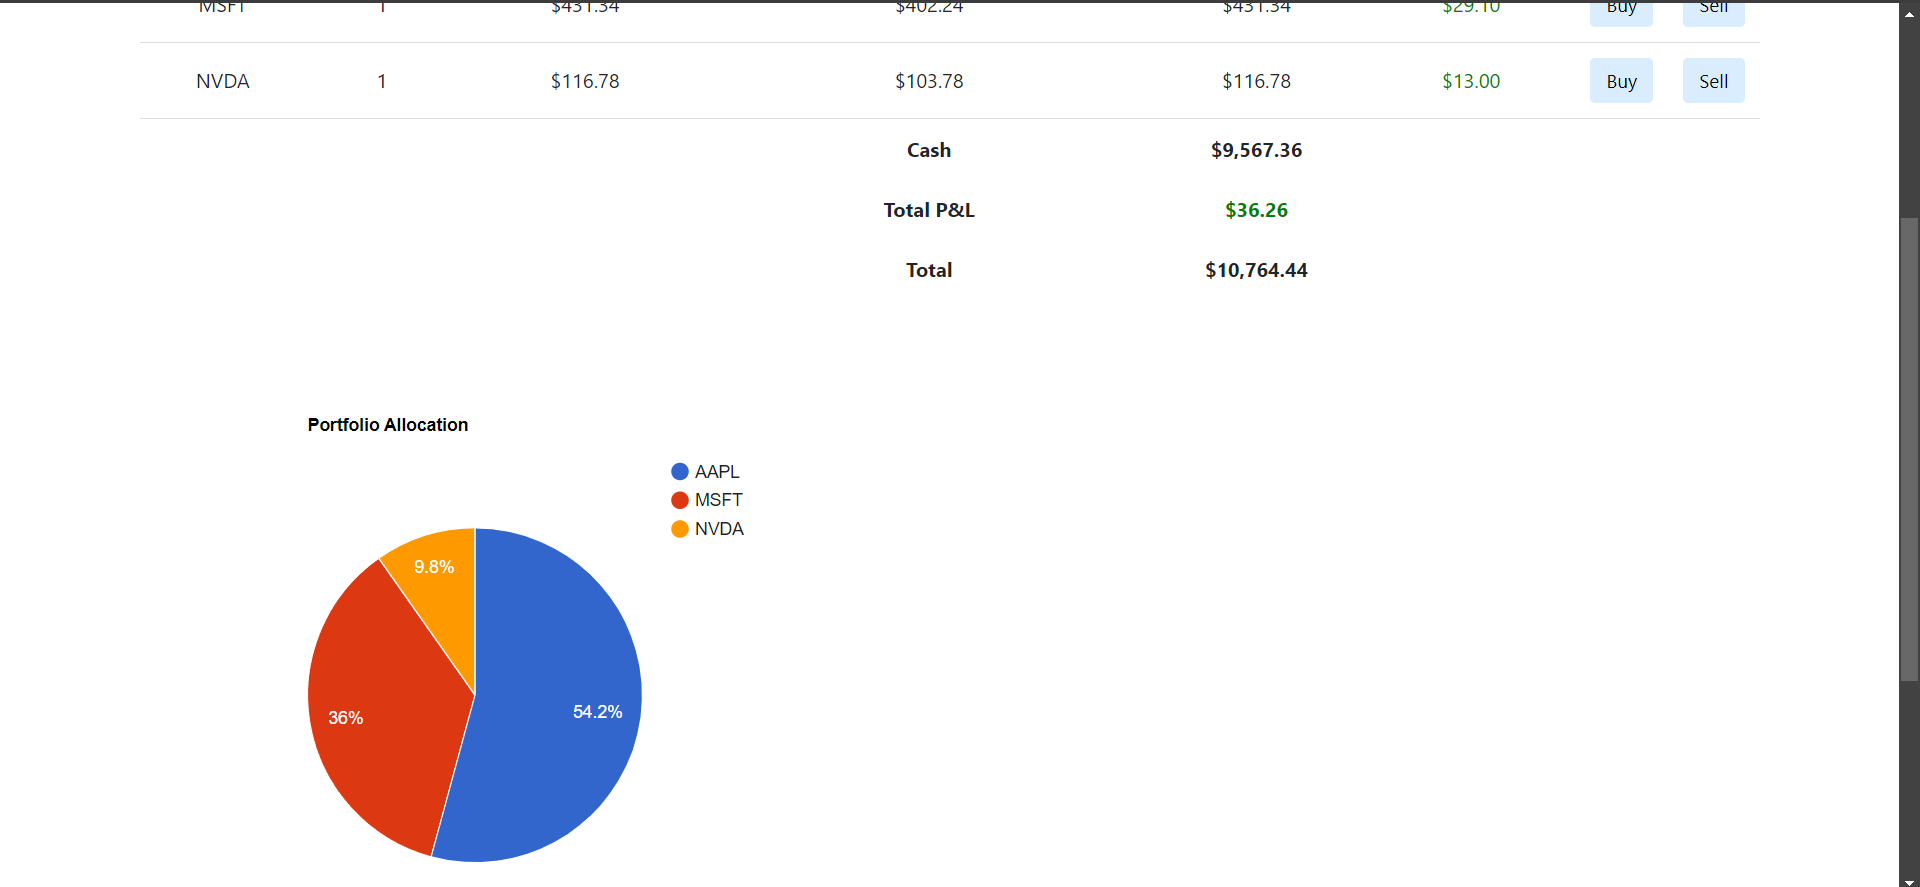 MSFT 1 $431.34 $402.24 $431.34 $29.10 Buy Sell
NVDA 1 $116.78 $103.78 $116.78 $13.00 Buy Sell
Cash $9,567.36
Total P&L $36.26
Total $10,764.44
Portfolio Allocation
AAPL
MSFT
NVDA
9.8%
36%
54.2%